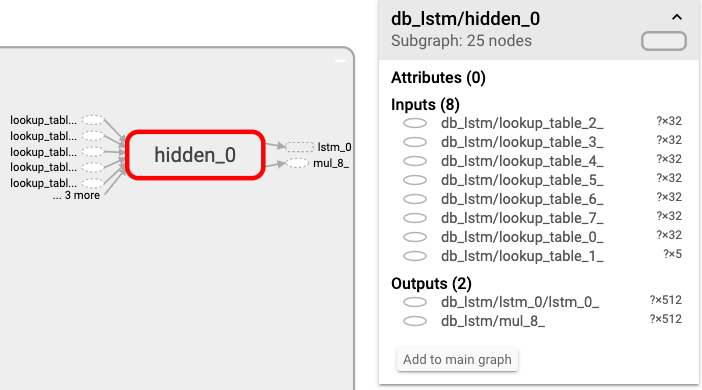 lookup_tabl...
lookup_tabl...
lookup_tabl...
lookup_tabl...
lookup_tabl...
... 3 more
hidden_0
lstm_0
mul_8_
db_lstm/hidden_0
Subgraph: 25 nodes
Attributes (0)
Inputs (8)
db_lstm/lookup_table_2_ ?×32
db_lstm/lookup_table_3_ ?×32
db_lstm/lookup_table_4_ ?×32
db_lstm/lookup_table_5_ ?×32
db_lstm/lookup_table_6_ ?×32
db_lstm/lookup_table_7_ ?×32
db_lstm/lookup_table_0_ ?×32
db_lstm/lookup_table_1_ ?×5
Outputs (2)
db_lstm/lstm_0/lstm_0_ ?×512
db_lstm/mul_8_ ?×512
Add to main graph